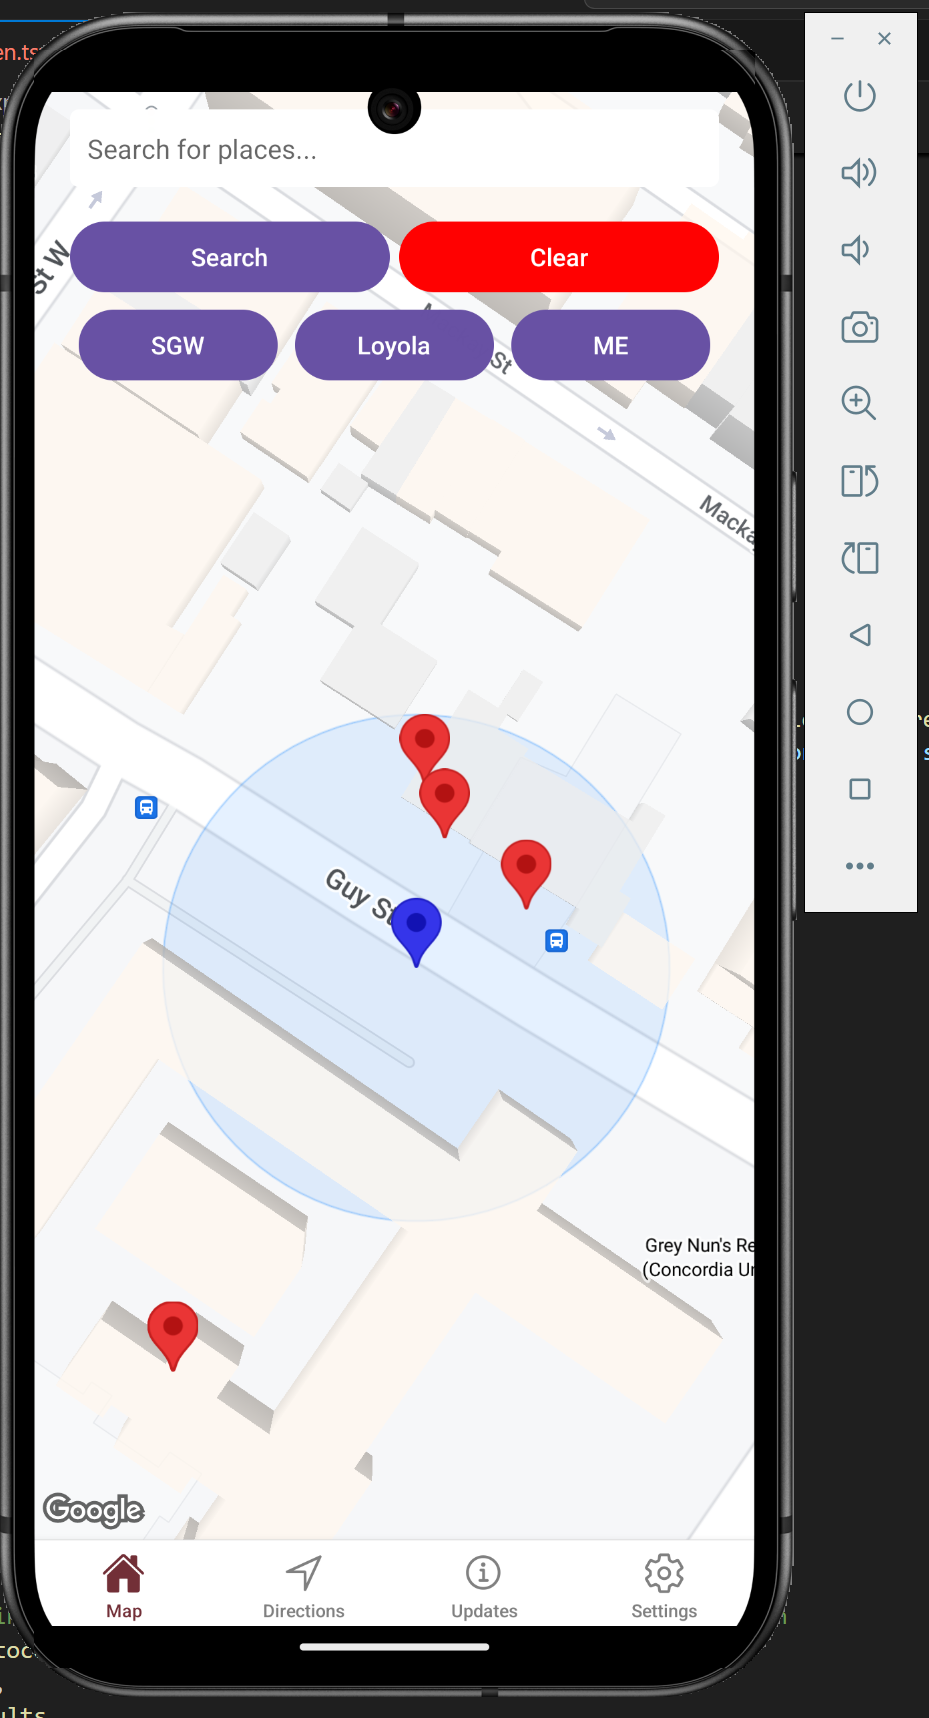 en.ts
Search for places...
St W
Search
Clear
St
SGW
Loyola
ME
Guy St
Grey Nun's Re
(Concordia Ur
Google
Map
Directions
Updates
Settings